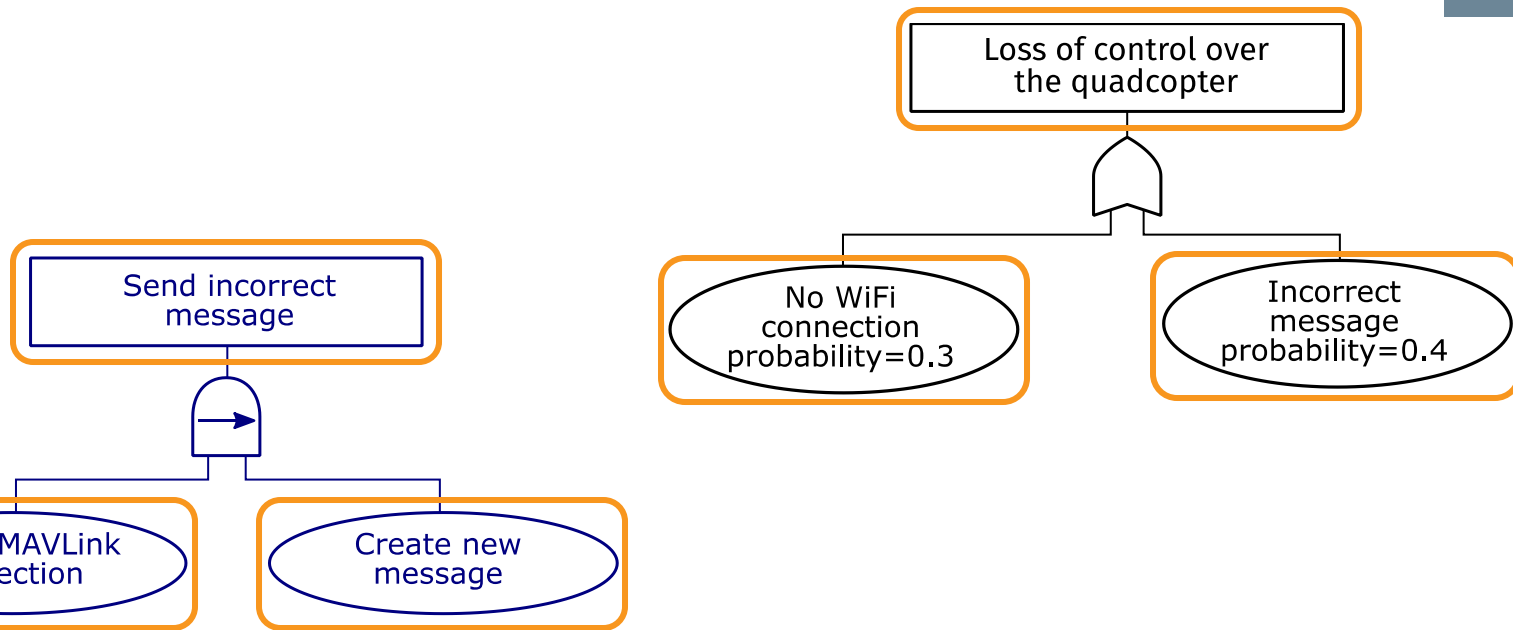 Loss of control over
the quadcopter
No WiFi
connection
probability=0.3
Incorrect
message
probability=0.4
Send incorrect
message
MAVLink
Create new
message